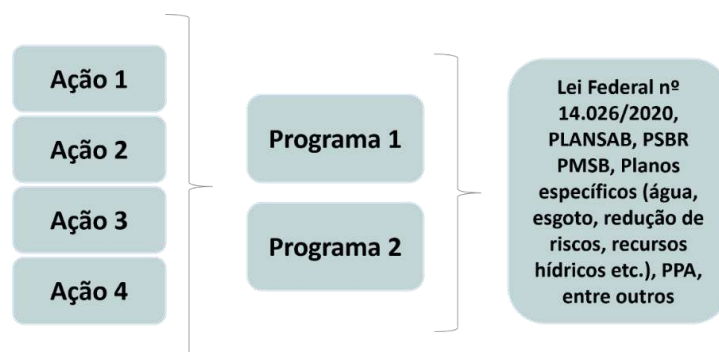 Ação 1
Ação 2
Ação 3
Ação 4
Programa 1
Programa 2
Lei Federal nº
14.026/2020,
PLANSAB, PSBR
PMSB, Planos
específicos (água,
esgoto, redução de
riscos, recursos
hídricos etc.), PPA,
entre outros